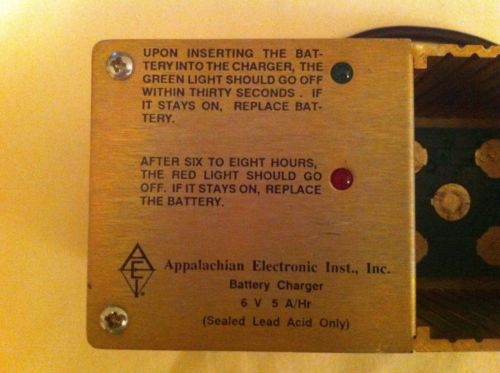 UPON INSERTING THE BAT-
TERY INTO THE CHARGER, THE
GREEN LIGHT SHOULD GO OFF
WITHIN THIRTY SECONDS . IF
IT STAYS ON, REPLACE BAT-
TERY.
AFTER SIX TO EIGHT HOURS,
THE RED LIGHT SHOULD GO
OFF. IF IT STAYS ON, REPLACE
THE BATTERY.
AEI
Appalachian Electronic Inst., Inc.
Battery Charger
6 V 5 A/Hr
(Sealed Lead Acid Only)